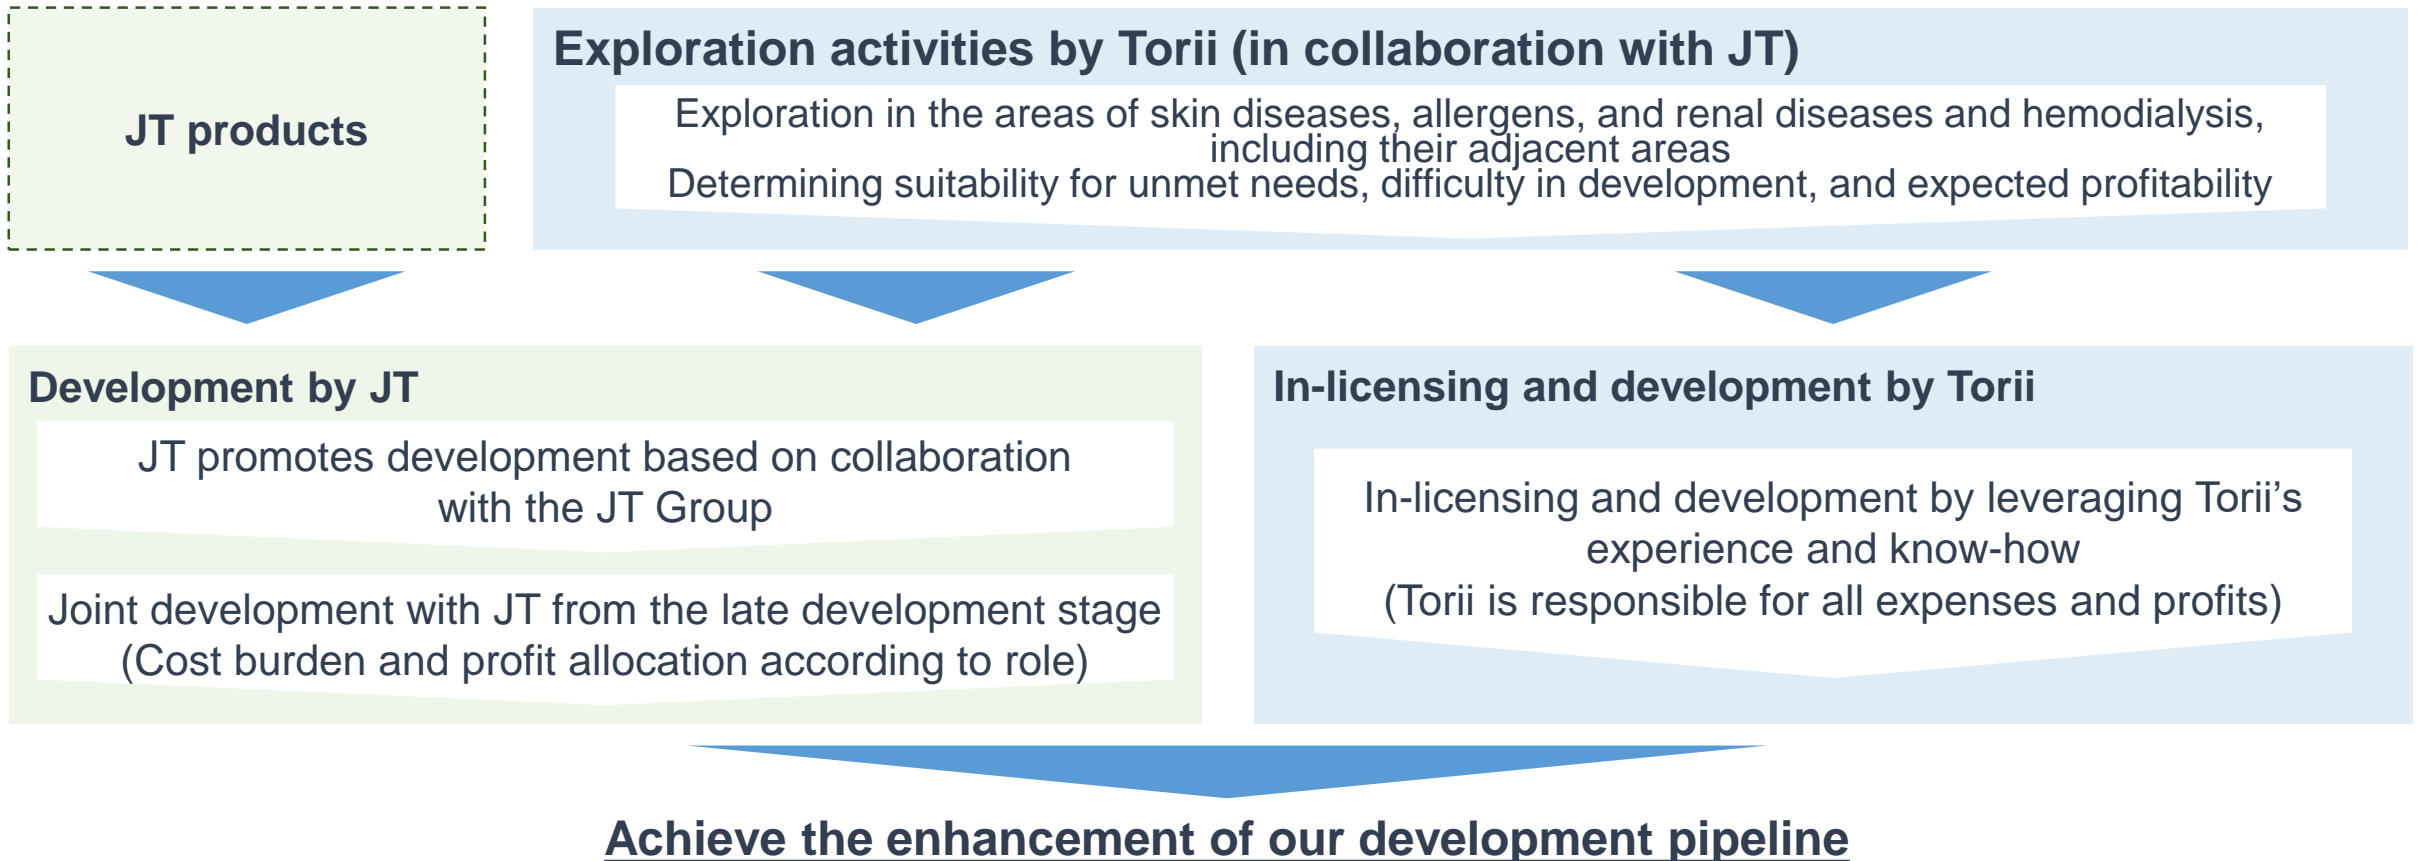 JT products
Exploration activities by Torii (in collaboration with JT)
Exploration in the areas of skin diseases, allergens, and renal diseases and hemodialysis,
including their adjacent areas
Determining suitability for unmet needs, difficulty in development, and expected profitability
Development by JT
JT promotes development based on collaboration
with the JT Group
Joint development with JT from the late development stage
(Cost burden and profit allocation according to role)
In-licensing and development by Torii
In-licensing and development by leveraging Torii’s
experience and know-how
(Torii is responsible for all expenses and profits)
Achieve the enhancement of our development pipeline